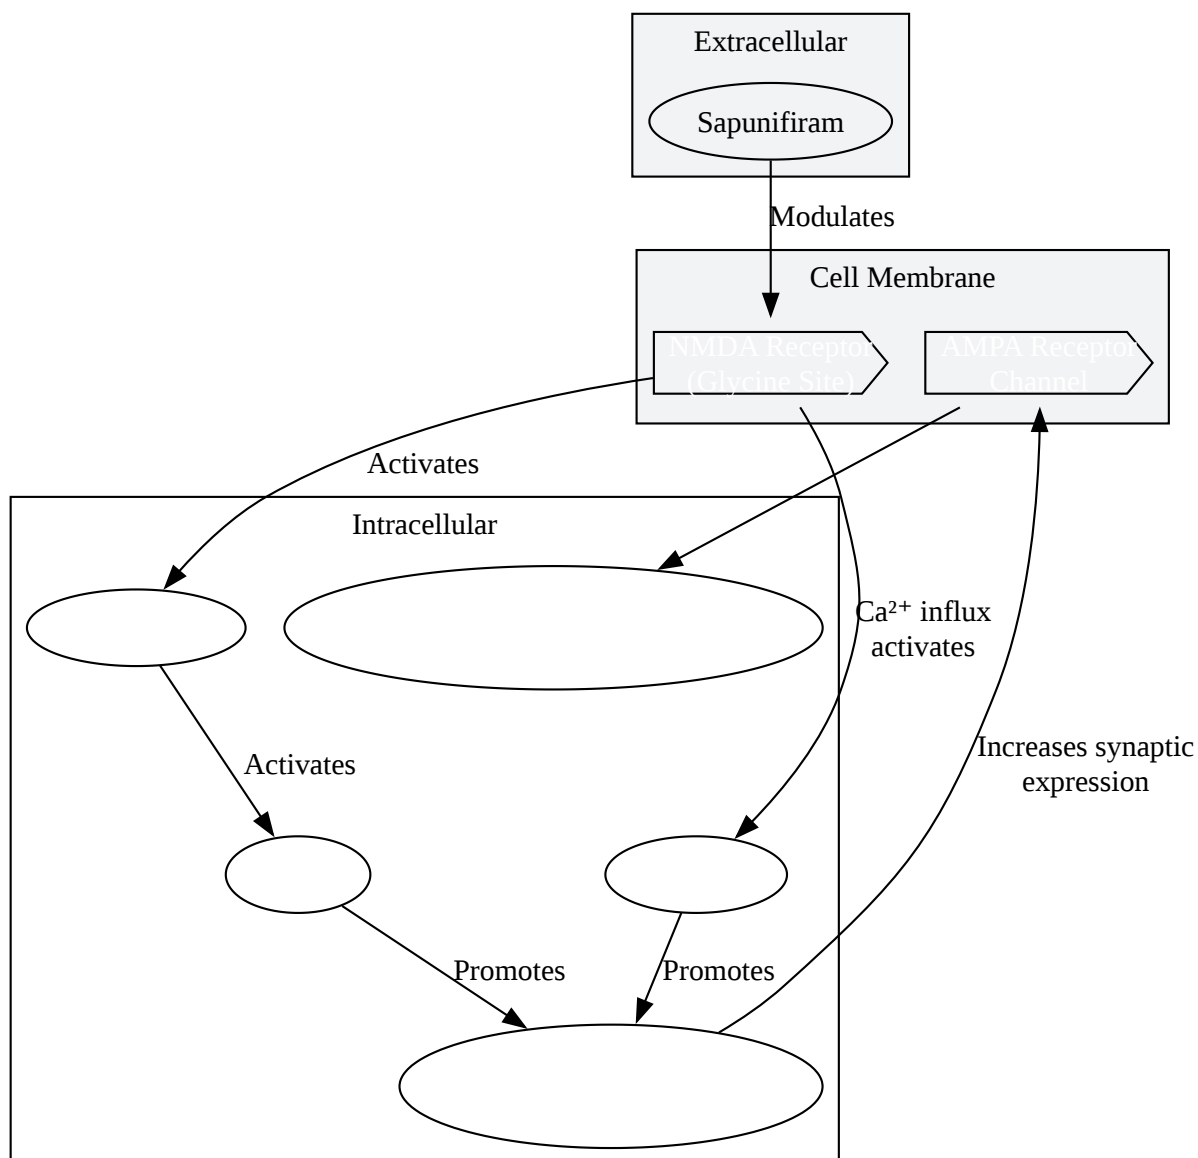 Extracellular
Sapunifiram
Modulates
Cell Membrane
NMDA Receptor
(Glycine Site)
AMPA Receptor
Channel
Activates
Intracellular
Ca²⁺ influx
activates
Activates
Increases synaptic
expression
Promotes
Promotes